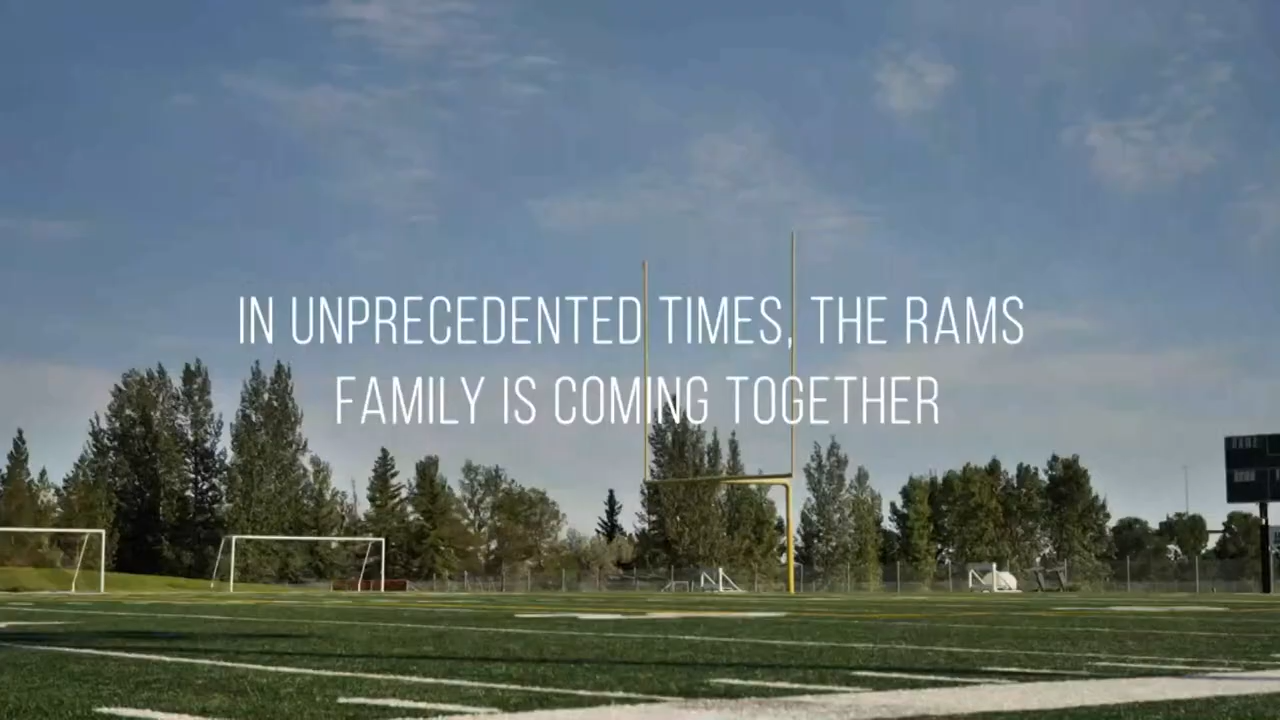 IN UNPRECEDENTED TIMES, THE RAMS
FAMILY IS COMING TOGETHER